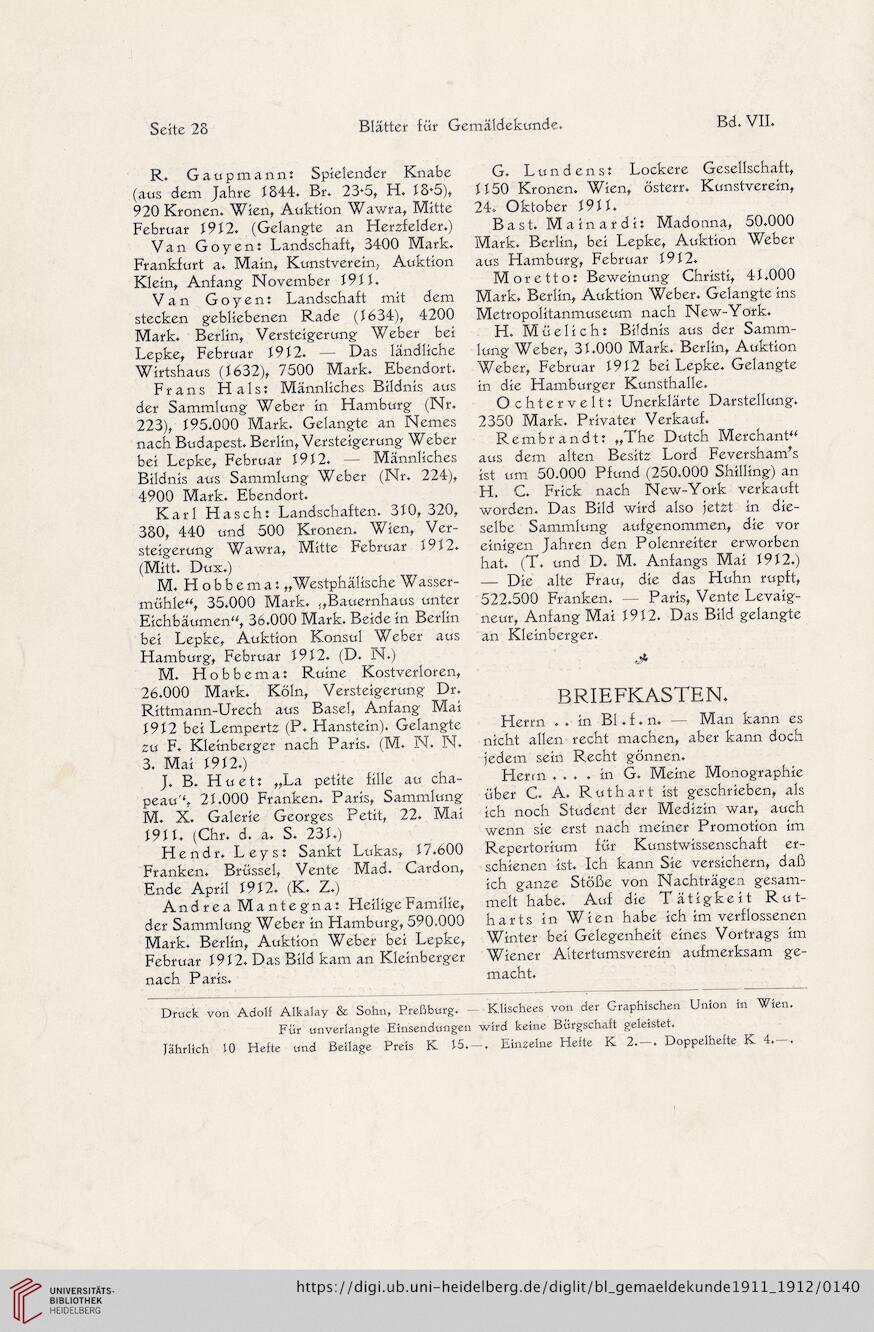 Seite 28
Blätter für Gemäldekunde.
Bd. VII.
R. Gaupmann: Spielender Knabe
(aus dem Jahre 1844. Br. 23·5, H. 18·5),
920 Kronen. Wien, Auktion Wawra, Mitte
Februar 1912. (Gelangte an Herzfelder.)
Van Goyen: Landschaft, 3400 Mark.
Frankfurt a. Main, Kunstverein, Auktion
Klein, Anfang November 1911.
Van Goyen: Landschaft mit dem
stecken gebliebenen Rade (1634), 4200
Mark. Berlin, Versteigerung Weber bei
Lepke, Februar 1912. — Das ländliche
Wirtshaus (1632), 7500 Mark. Ebendort.
Frans Hals: Männliches Bildnis aus
der Sammlung Weber in Hamburg (Nr.
223), 195.000 Mark. Gelangte an Nemes
nach Budapest. Berlin, Versteigerung Weber
bei Lepke, Februar 1912. — Männliches
Bildnis aus Sammlung Weber (Nr. 224),
4900 Mark. Ebendort.
Karl Hasch: Landschaften. 310, 320,
380, 440 und 500 Kronen. Wien, Ver-
steigerung Wawra, Mitte Februar 1912.
(Mitt. Dux.)
M. Hobbema: „Westphälische Wasser-
mühle“, 35.000 Mark. „Bauernhaus unter
Eichbäumen“, 36.000 Mark. Beide in Berlin
bei Lepke, Auktion Konsul Weber aus
Hamburg, Februar 1912. (D. N.)
M. Hobbema: Ruine Kostverloren,
26.000 Mark. Köln, Versteigerung Dr.
Rittmann-Urech aus Basel, Anfang Mai
1912 bei Lempertz (P. Hanstein). Gelangte
zu F. Kleinberger nach Paris. (M. N. N.
3. Mai 1912.)
J. B. Huet: „La petite fille au cha-
peau“, 21.000 Franken. Paris, Sammlung
M. X. Galerie Georges Petit, 22. Mai
1911. (Chr. d. a. S. 231.)
Hendr. Leys: Sankt Lukas, 17.600
Franken. Brüssel, Vente Mad. Cardon,
Ende April 1912. (K. Z.)
Andrea Mantegna: Heilige Familie,
der Sammlung Weber in Hamburg, 590.000
Mark. Berlin, Auktion Weber bei Lepke,
Februar 1912. Das Bild kam an Kleinberger
nach Paris.
G. Lundens: Lockere Gesellschaft,
1150 Kronen. Wien, österr. Kunstverein,
24. Oktober 1911.
Bast. Mainardi: Madonna, 50.000
Mark. Berlin, bei Lepke, Auktion Weber
aus Hamburg, Februar 1912.
Moretto: Beweinung Christi, 41.000
Mark. Berlin, Auktion Weber. Gelangte ins
Metropolitanmuseum nach New-York.
H. Müelich: Bildnis aus der Samm-
lung Weber, 31.000 Mark. Berlin, Auktion
Weber, Februar 1912 bei Lepke. Gelangte
in die Hamburger Kunsthalle.
Ochtervelt: Unerklärte Darstellung.
2350 Mark. Privater Verkauf.
Rembrandt: „The Dutch Merchant“
aus dem alten Besitz Lord Feversham's
ist um 50.000 Pfund (250.000 Shilling) an
H. C. Frick nach New-York verkauft
worden. Das Bild wird also jetzt in die-
selbe Sammlung aufgenommen, die vor
einigen Jahren den Polenreiter erworben
hat. (T. und D. M. Anfangs Mai 1912.)
— Die alte Frau, die das Huhn rupft,
522.500 Franken. — Paris, Vente Levaig-
neur, Anfang Mai 1912. Das Bild gelangte
an Kleinberger.
BRIEFKASTEN.
Herrn . . in Bl . f . n. — Man kann es
nicht allen recht machen, aber kann doch
jedem sein Recht gönnen.
Herrn . . . . in G. Meine Monographie
über C. A. Ruthart ist geschrieben, als
ich noch Student der Medizin war, auch
wenn sie erst nach meiner Promotion im
Repertorium für Kunstwissenschaft er-
schienen ist. Ich kann Sie versichern, daß
ich ganze Stöße von Nachträgen gesam-
melt habe. Auf die Tätigkeit Rut-
harts in Wien habe ich im verflossenen
Winter bei Gelegenheit eines Vortrags im
Wiener Altertumsverein aufmerksam ge-
macht.
Druck von Adolf Alkalay & Sohn, Preßburg. — Klischees von der Graphischen Union in Wien.
Für unverlangte Einsendungen wird keine Bürgschaft geleistet.
Jährlich 10 Hefte und Beilage Preis K 15.—. Einzelne Hefte K 2.—. Doppelhefte K 4.—.
UNIVERSITÄTS-
BIBLIOTHEK
HEIDELBERG
https://digi.ub.uni-heidelberg.de/diglit/bl_gemaeldekunde1911_1912/0140